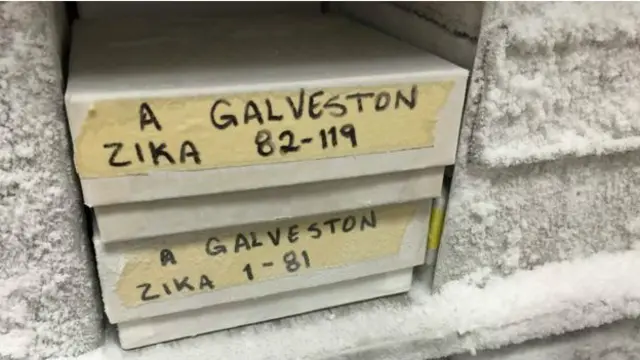 A GALVESTON
ZIKA 82-119
A GALVESTON
ZIKA 1-81